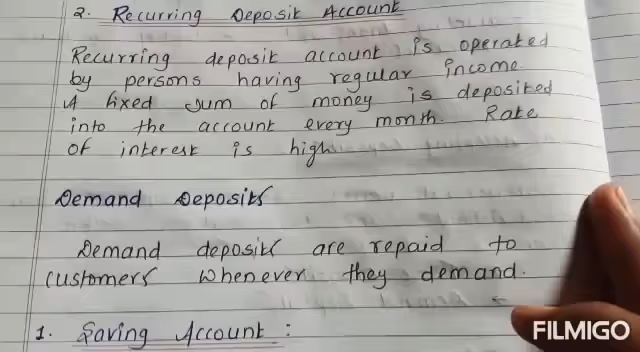 2. Recurring Deposit Account
Recurring deposit account is operated
by persons having regular income.
A fixed sum of money is deposited
into the account every month. Rate
of interest is high
Demand Deposits
Demand deposits are repaid to
customers whenever they demand.
1. Saving Account :
FILMIGO